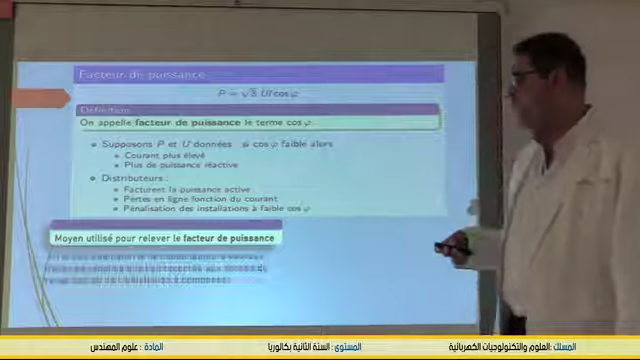 Facteur de puissance
P = √3 UI cos φ
Définition
On appelle facteur de puissance le terme cos φ
Supposons P et U données si cos φ faible alors
Courant plus élevé
Plus de puissance réactive
Distributeurs :
Facturent la puissance active
Pertes en ligne fonction du courant
Pénalisation des installations à faible cos φ
Moyen utilisé pour relever le facteur de puissance
المسلك : العلوم والتكنولوجيات الكهربائية
المستوى : السنة الثانية بكالوريا
المادة : علوم المهندس